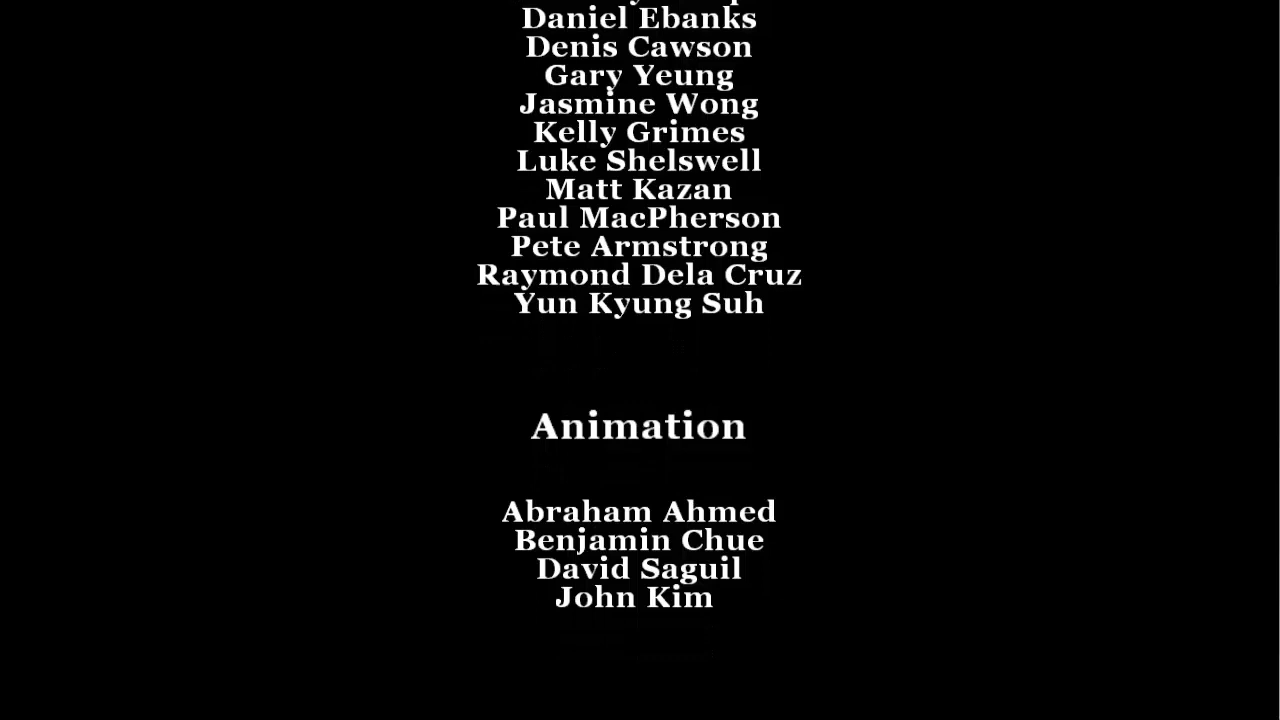 Daniel Ebanks
Denis Cawson
Gary Yeung
Jasmine Wong
Kelly Grimes
Luke Shelswell
Matt Kazan
Paul MacPherson
Pete Armstrong
Raymond Dela Cruz
Yun Kyung Suh
Animation
Abraham Ahmed
Benjamin Chue
David Saguil
John Kim